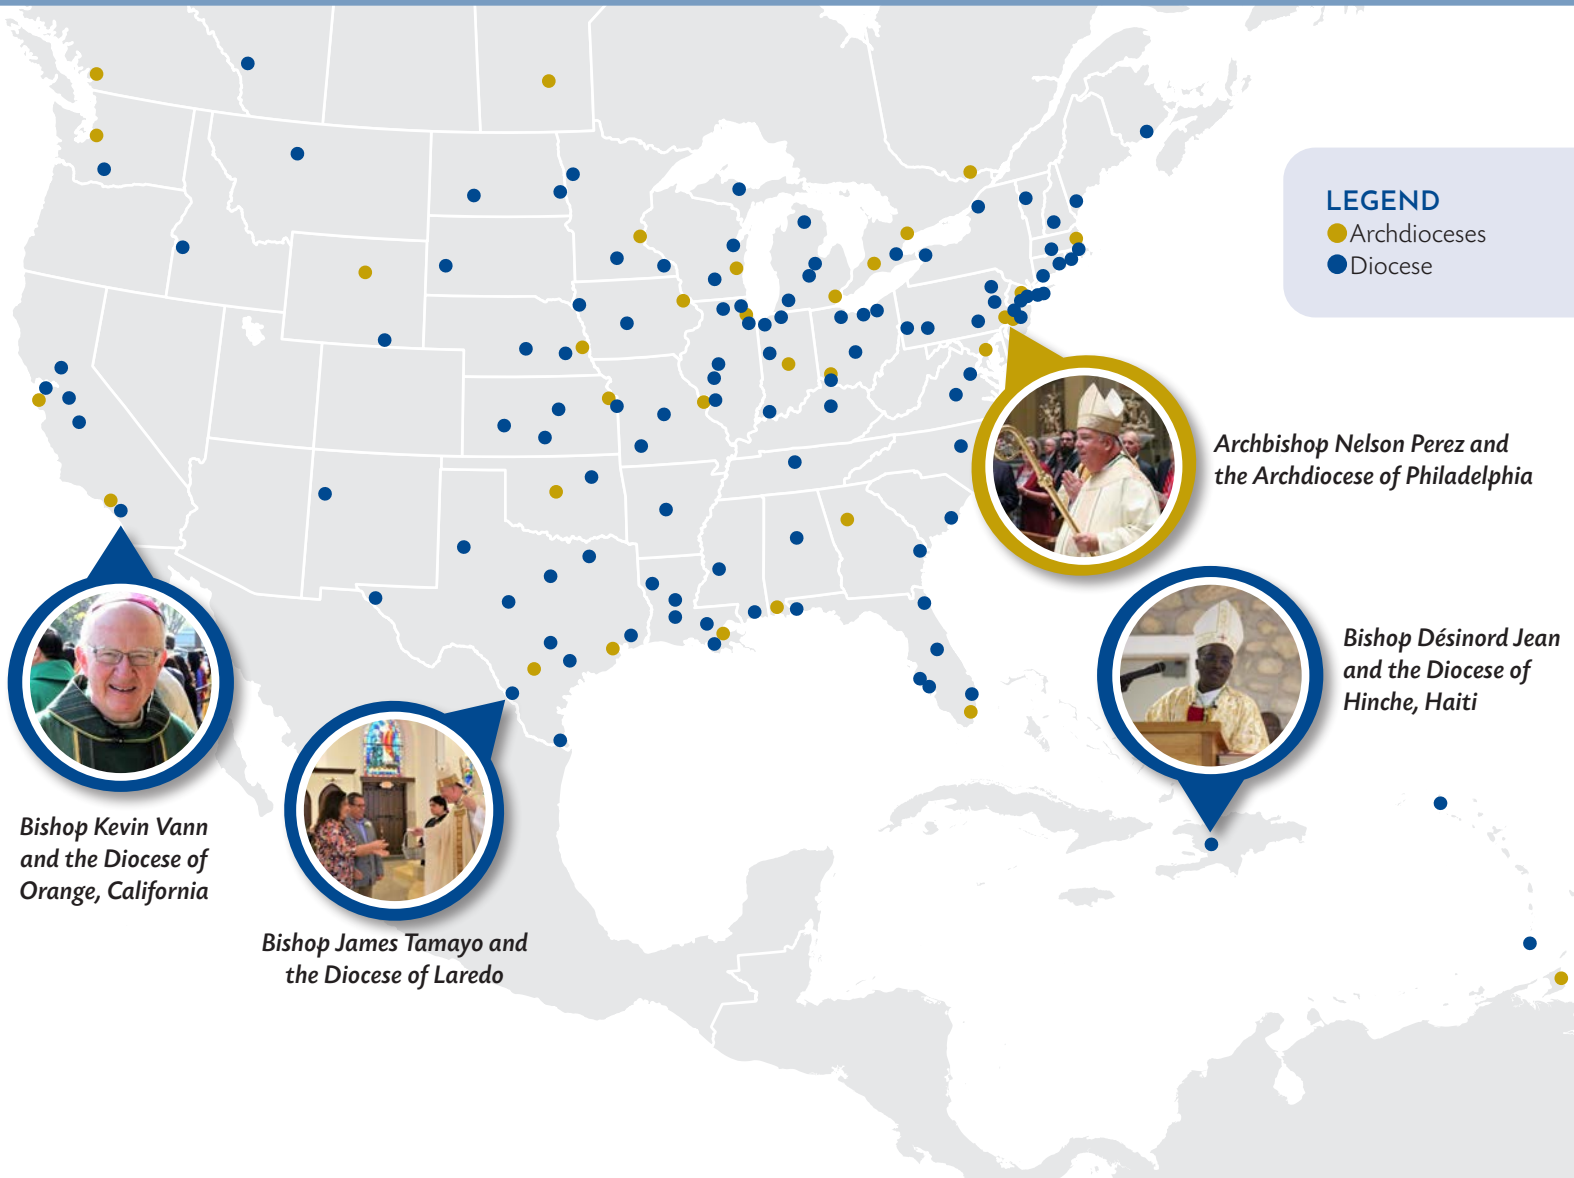 LEGEND
Archdioceses
Diocese
Archbishop Nelson Perez and
the Archdiocese of Philadelphia
Bishop Désinord Jean
and the Diocese of
Hinche, Haiti
Bishop Kevin Vann
and the Diocese of
Orange, California
Bishop James Tamayo and
the Diocese of Laredo